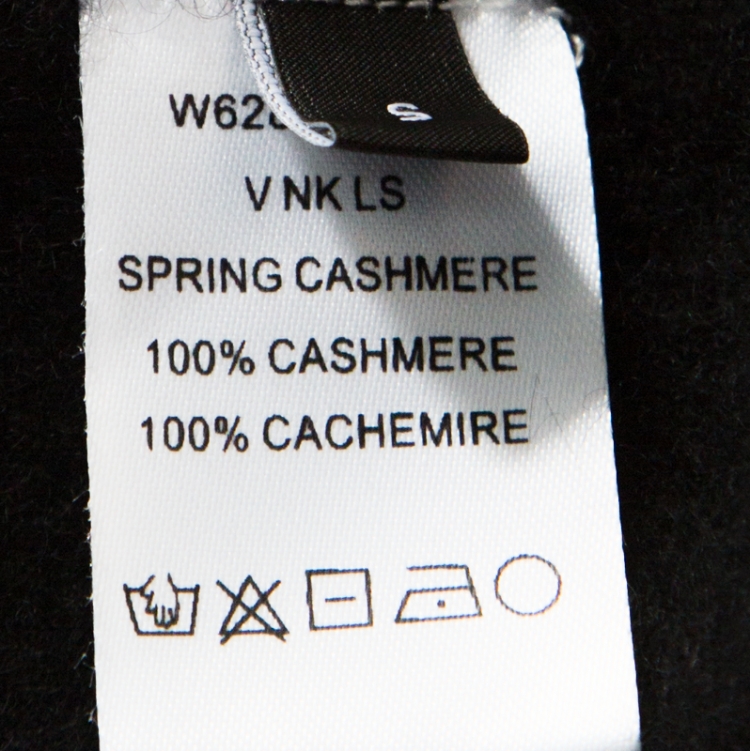 S
V NK LS
SPRING CASHMERE
100% CASHMERE
100% CACHEMIRE